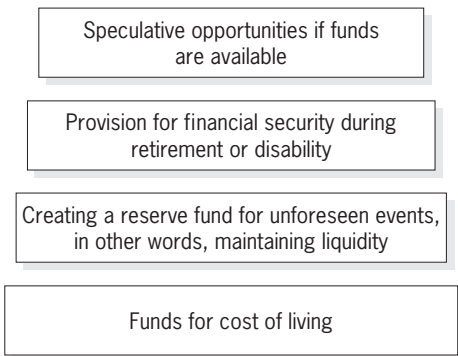 Speculative opportunities if funds
are available
Provision for financial security during
retirement or disability
Creating a reserve fund for unforeseen events,
in other words, maintaining liquidity
Funds for cost of living